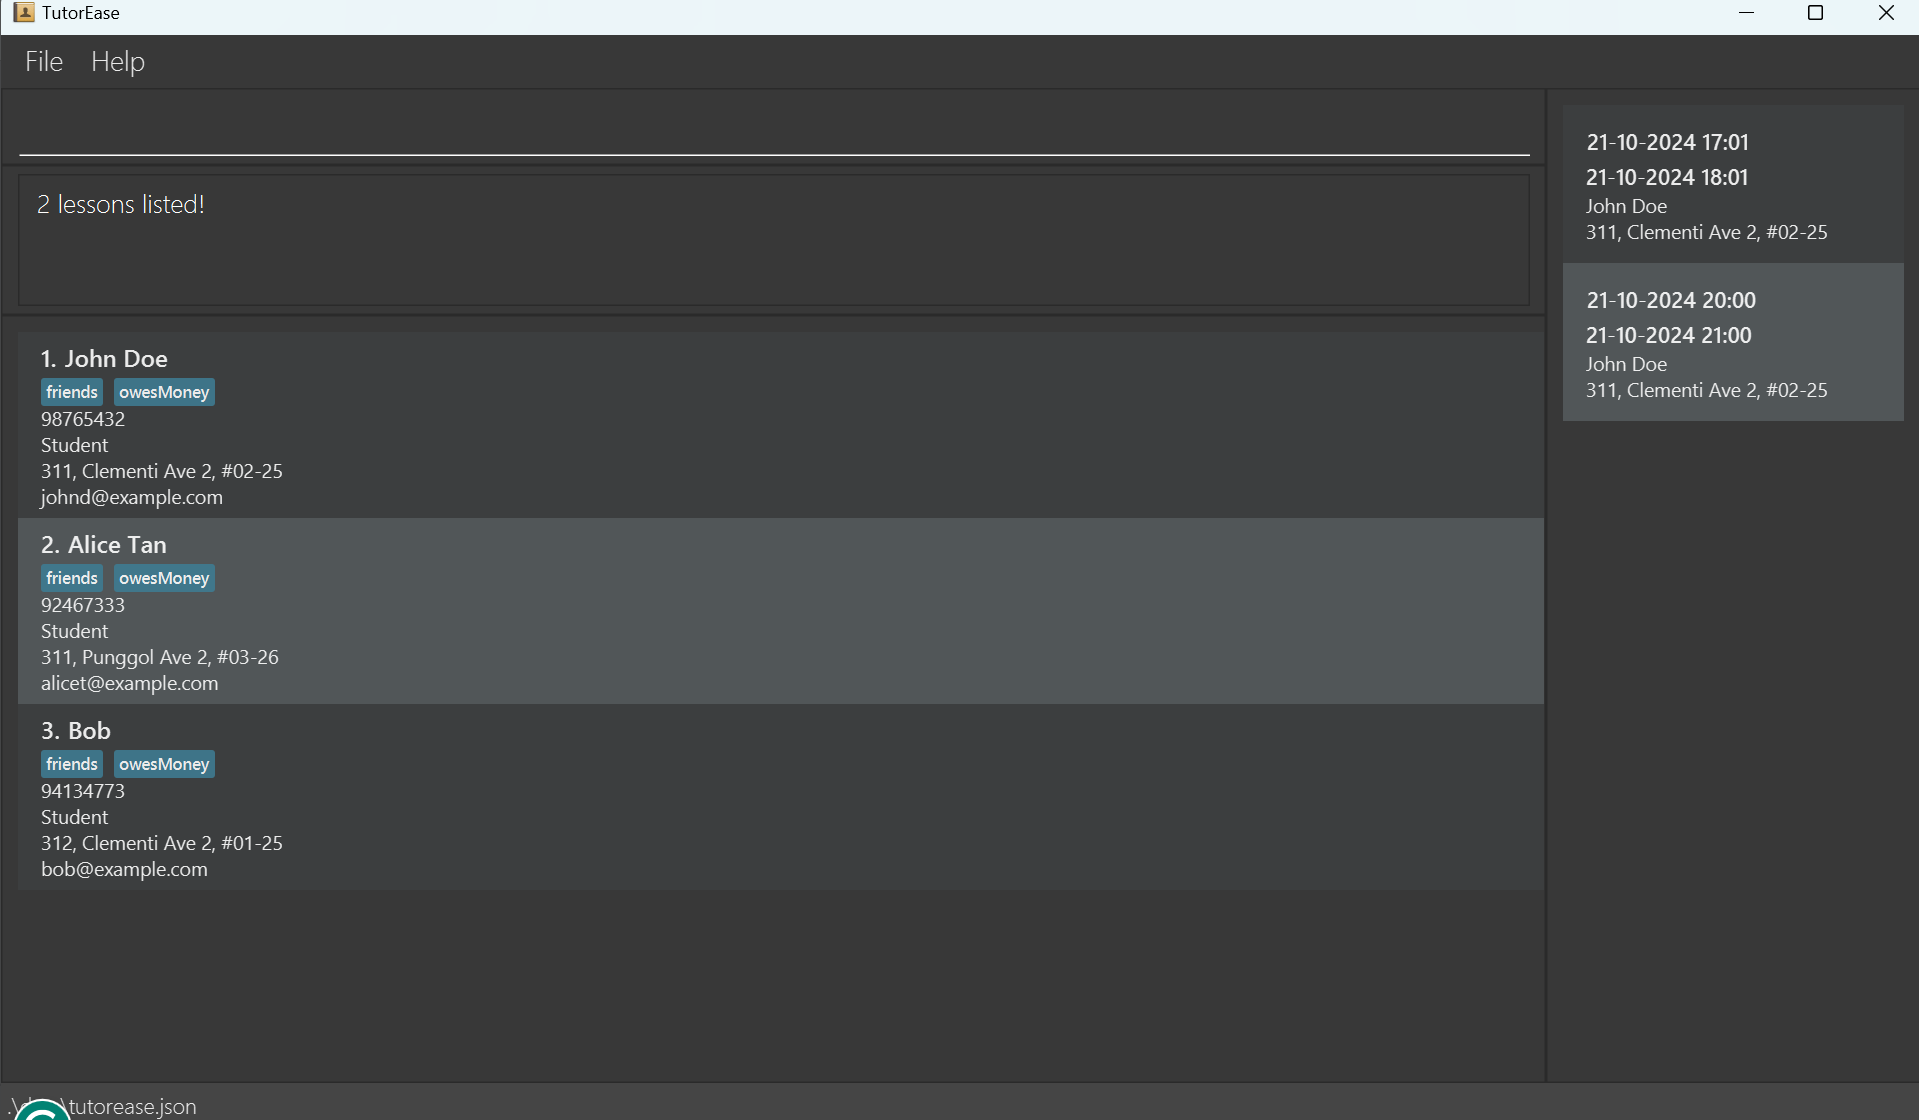 TutorEase
File Help
2 lessons listed!
1. John Doe
friends owesMoney
98765432
Student
311, Clementi Ave 2, #02-25
johnd@example.com
2. Alice Tan
friends owesMoney
92467333
Student
311, Punggol Ave 2, #03-26
alicet@example.com
3. Bob
friends owesMoney
94134773
Student
312, Clementi Ave 2, #01-25
bob@example.com
21-10-2024 17:01
21-10-2024 18:01
John Doe
311, Clementi Ave 2, #02-25
21-10-2024 20:00
21-10-2024 21:00
John Doe
311, Clementi Ave 2, #02-25
\tutorease.json